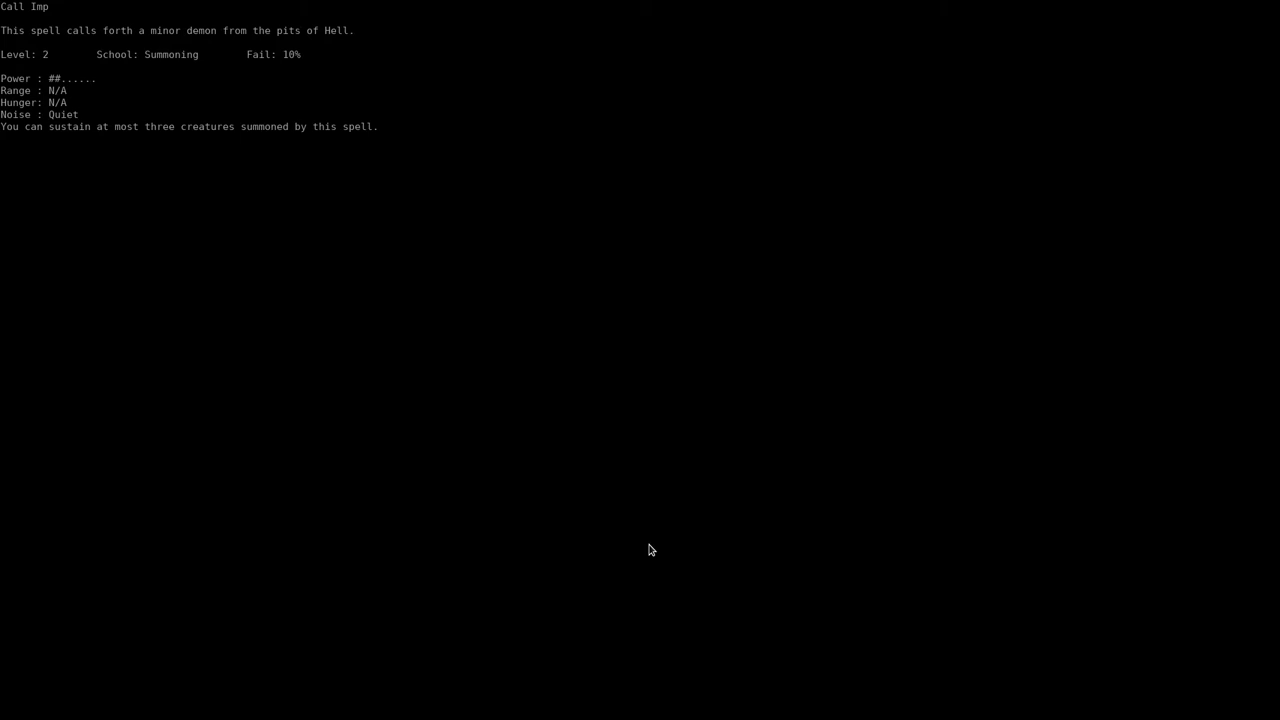 Call Imp
This spell calls forth a minor demon from the pits of Hell.
Level: 2        School: Summoning        Fail: 10%
Power : ##......
Range : N/A
Hunger: N/A
Noise : Quiet
You can sustain at most three creatures summoned by this spell.